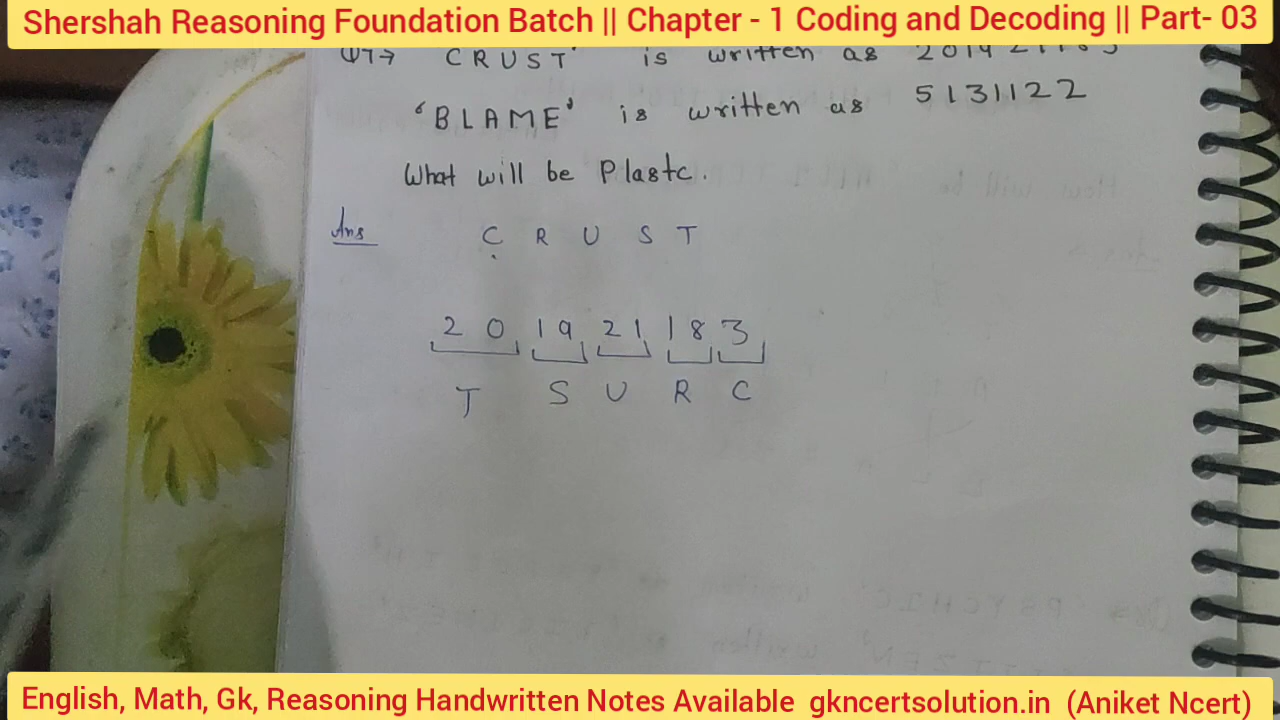 Shershah Reasoning Foundation Batch || Chapter - 1 Coding and Decoding || Part- 03
CRUST' is written as
'BLAME' is written as 5131122
What will be Plastc.
Ans C R U S T
2 0 19 21 18 3
T S U R C
English, Math, Gk, Reasoning Handwritten Notes Available gkncertsolution.in (Aniket Ncert)